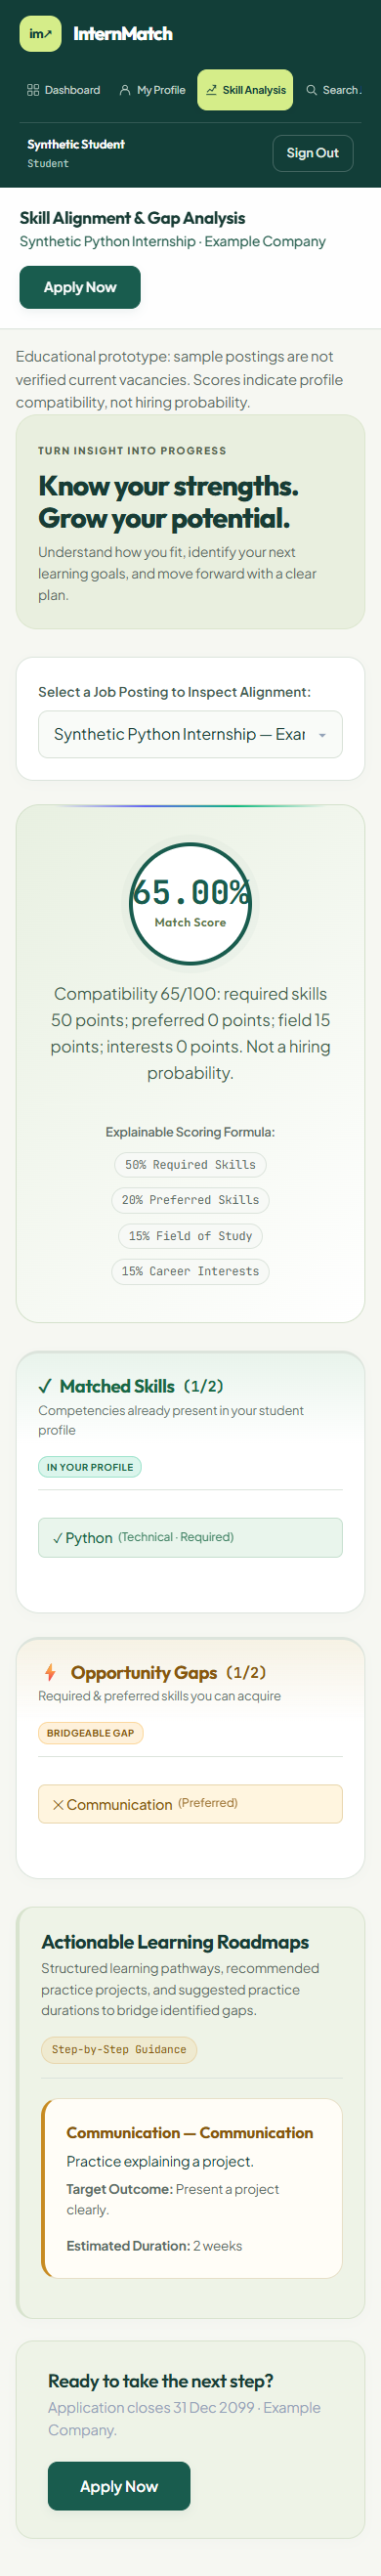 im↗ InternMatch
Dashboard My Profile Skill Analysis Search.
Synthetic Student
Student
Sign Out
Skill Alignment & Gap Analysis
Synthetic Python Internship · Example Company
Apply Now
Educational prototype: sample postings are not
verified current vacancies. Scores indicate profile
compatibility, not hiring probability.
TURN INSIGHT INTO PROGRESS
Know your strengths.
Grow your potential.
Understand how you fit, identify your next
learning goals, and move forward with a clear
plan.
Select a Job Posting to Inspect Alignment:
Synthetic Python Internship — Exar
65.00%
Match Score
Compatibility 65/100: required skills
50 points; preferred 0 points; field 15
points; interests 0 points. Not a hiring
probability.
Explainable Scoring Formula:
50% Required Skills
20% Preferred Skills
15% Field of Study
15% Career Interests
✓ Matched Skills (1/2)
Competencies already present in your student
profile
IN YOUR PROFILE
✓ Python (Technical · Required)
Opportunity Gaps (1/2)
Required & preferred skills you can acquire
BRIDGEABLE GAP
× Communication (Preferred)
Actionable Learning Roadmaps
Structured learning pathways, recommended
practice projects, and suggested practice
durations to bridge identified gaps.
Step-by-Step Guidance
Communication — Communication
Practice explaining a project.
Target Outcome: Present a project
clearly.
Estimated Duration: 2 weeks
Ready to take the next step?
Application closes 31 Dec 2099 · Example
Company.
Apply Now